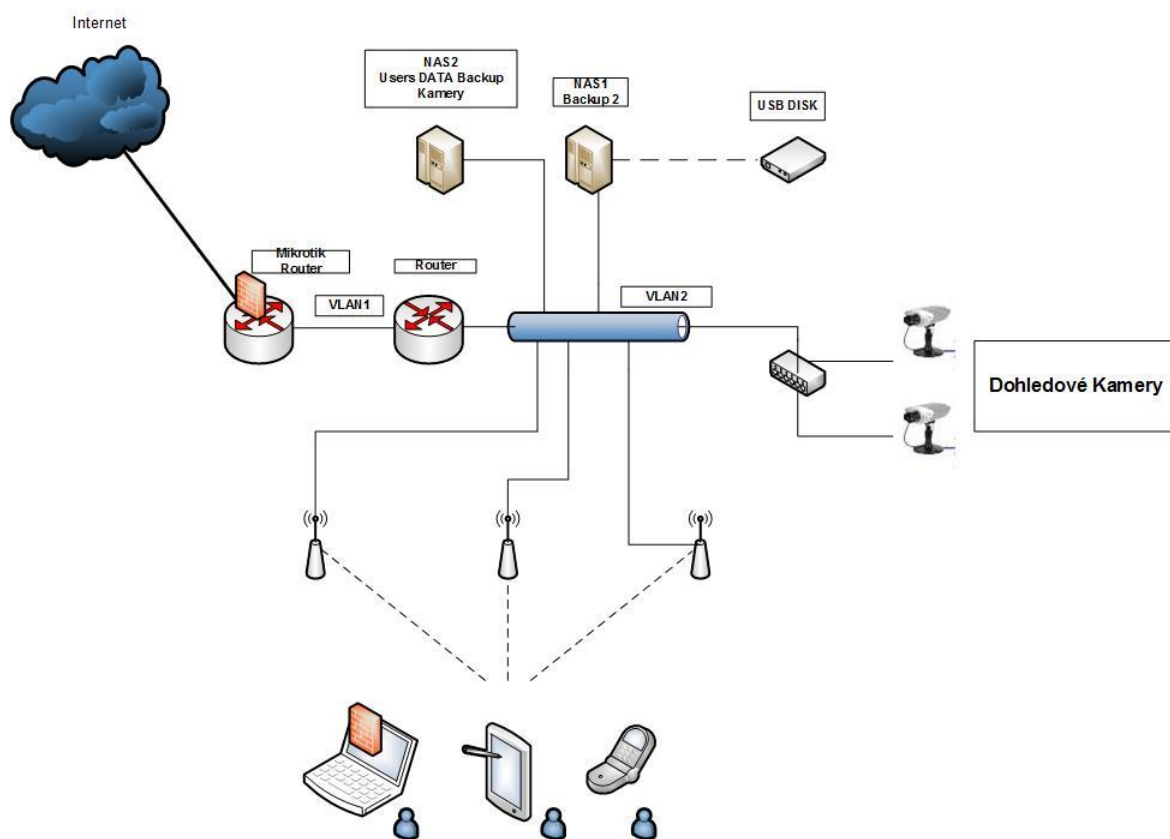 Internet
NAS2
Users DATA Backup
Kamery
NAS1
Backup 2
USB DISK
Mikrotik
Router
Router
VLAN1
VLAN2
Dohledové Kamery